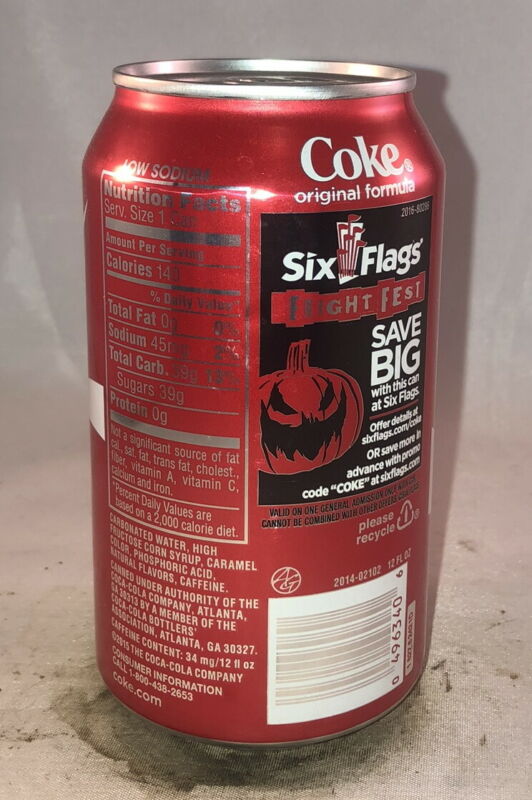 LOW SODIUM
Nutrition Facts
Serv. Size 1 Can
Amount Per Serving
Calories 140
% Daily Value*
Total Fat 0g 0%
Sodium 45mg 2%
Total Carb. 39g 13%
Sugars 39g
Protein 0g
Not a significant source of fat
cal., sat. fat, trans fat, cholest.,
fiber, vitamin A, vitamin C,
calcium and iron.
*Percent Daily Values are
based on a 2,000 calorie diet.
CARBONATED WATER, HIGH
FRUCTOSE CORN SYRUP, CARAMEL
COLOR, PHOSPHORIC ACID,
NATURAL FLAVORS, CAFFEINE.
CANNED UNDER AUTHORITY OF THE
COCA-COLA COMPANY, ATLANTA,
GA 30313 BY A MEMBER OF THE
COCA-COLA BOTTLERS'
ASSOCIATION, ATLANTA, GA 30327.
CAFFEINE CONTENT: 34 mg/12 fl oz
©2015 THE COCA-COLA COMPANY
CONSUMER INFORMATION
CALL 1-800-438-2653
coke.com
Coke®
original formula
2016-80286
Six Flags
FRIGHT FEST
SAVE
BIG
with this can
at Six Flags.
Offer details at
sixflags.com/coke
OR save more in
advance with promo
code "COKE" at sixflags.com
VALID ON ONE GENERAL ADMISSION ONLY
CANNOT BE COMBINED WITH OTHER OFFERS
please
recycle
2014-02102 12 FL OZ
0 496340 6